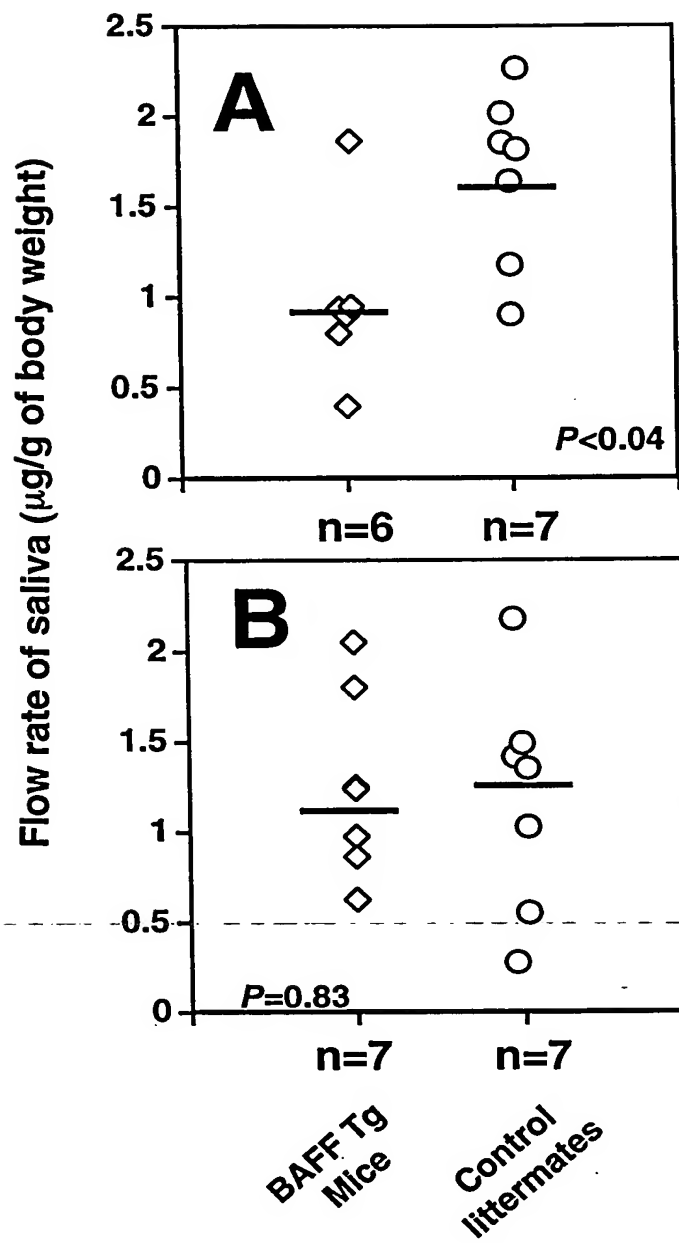 Flow rate of saliva (µg/g of body weight)
A
2.5
2
1.5
1
0.5
0
P<0.04
n=6
n=7
B
2.5
2
1.5
1
0.5
0
P=0.83
n=7
n=7
BAFF Tg
Mice
Control
littermates